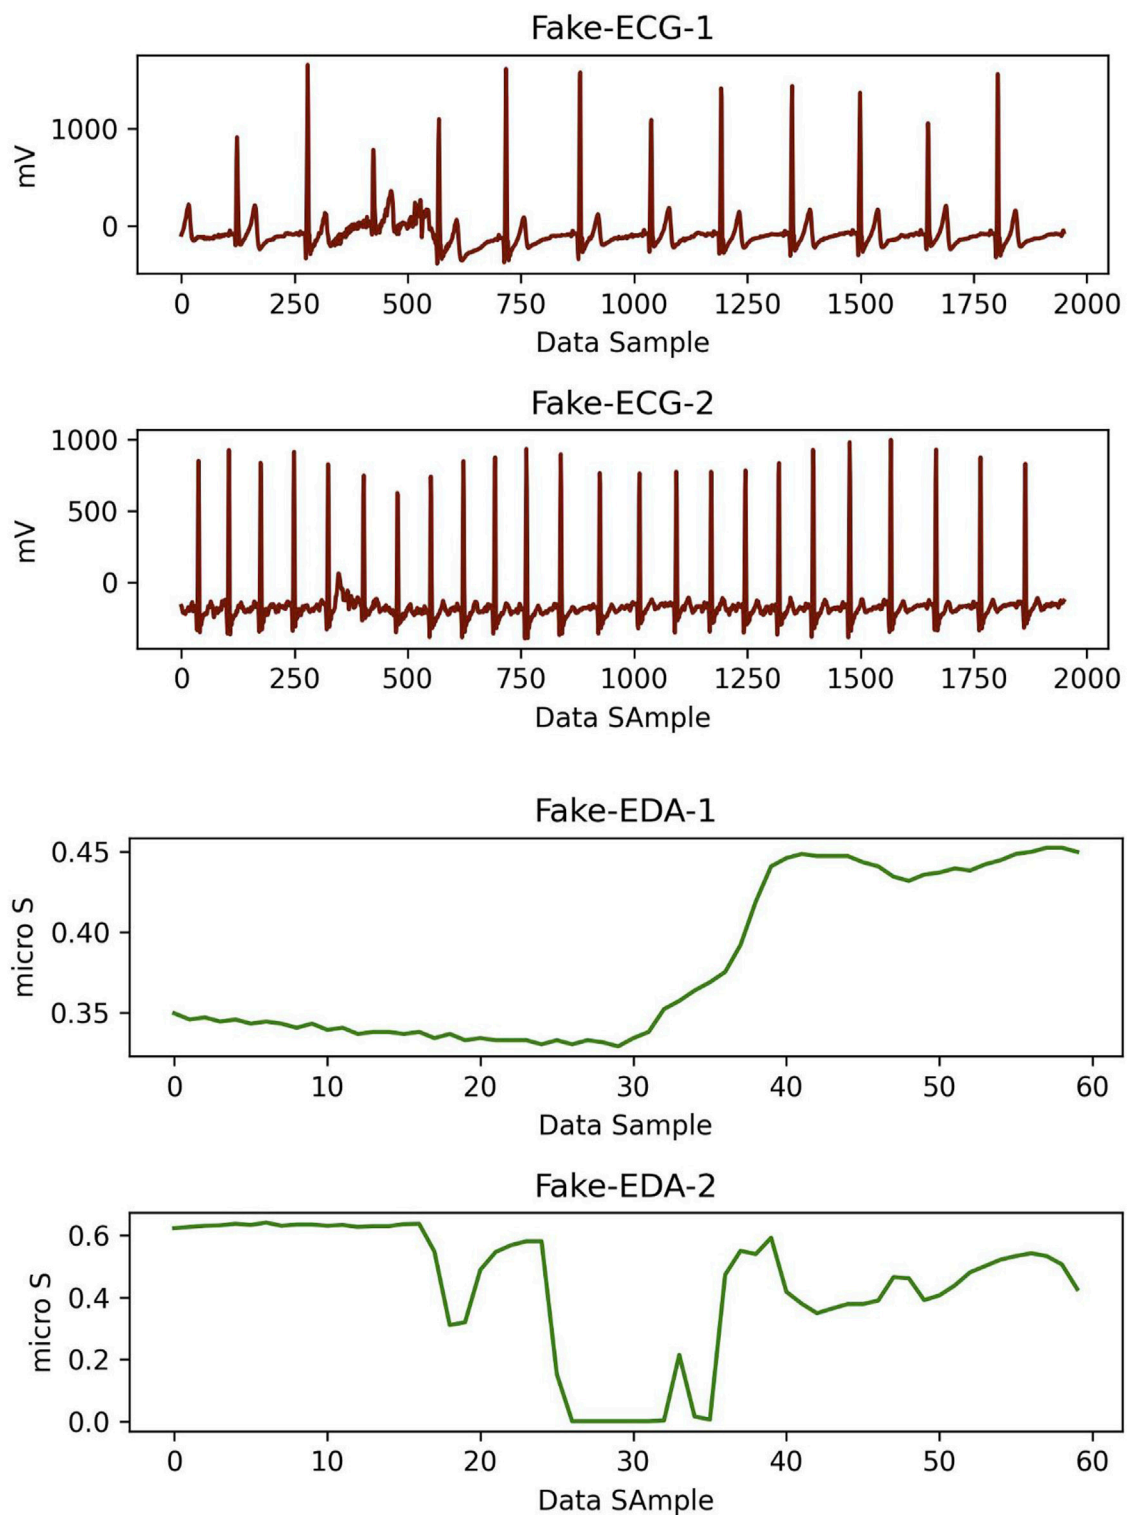 Fake-ECG-1
1000
0
mV
0 250 500 750 1000 1250 1500 1750 2000
Data Sample
Fake-ECG-2
1000
500
0
mV
0 250 500 750 1000 1250 1500 1750 2000
Data SAmple
Fake-EDA-1
0.45
0.40
0.35
micro S
0 10 20 30 40 50 60
Data Sample
Fake-EDA-2
0.6
0.4
0.2
0.0
micro S
0 10 20 30 40 50 60
Data SAmple